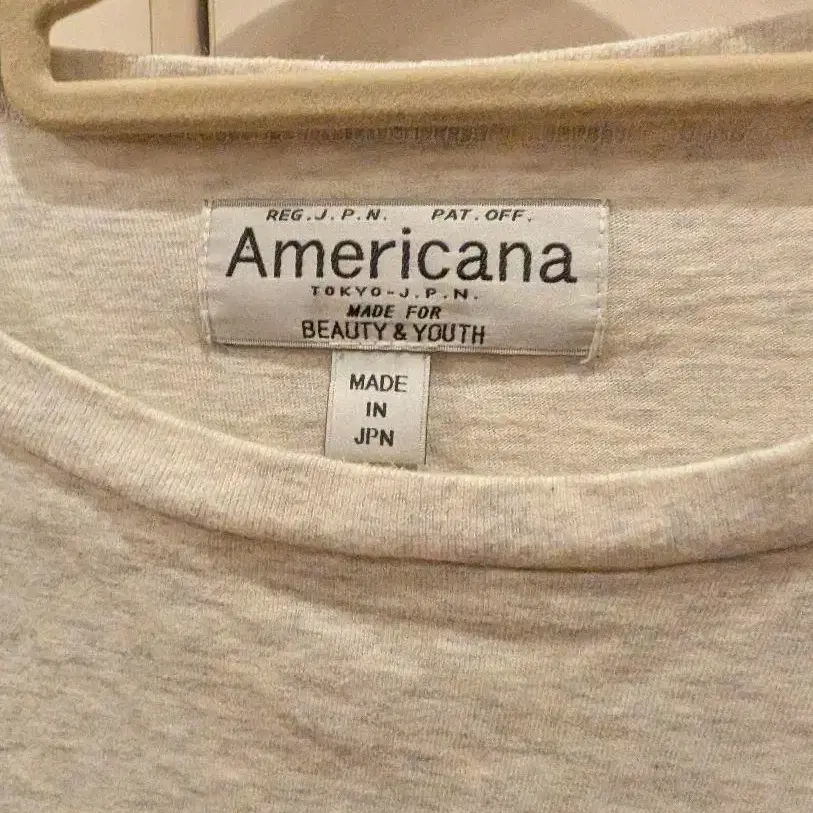 REG.J.P.N. PAT.OFF.
Americana
TOKYO-J.P.N.
MADE FOR
BEAUTY & YOUTH
MADE
IN
JPN